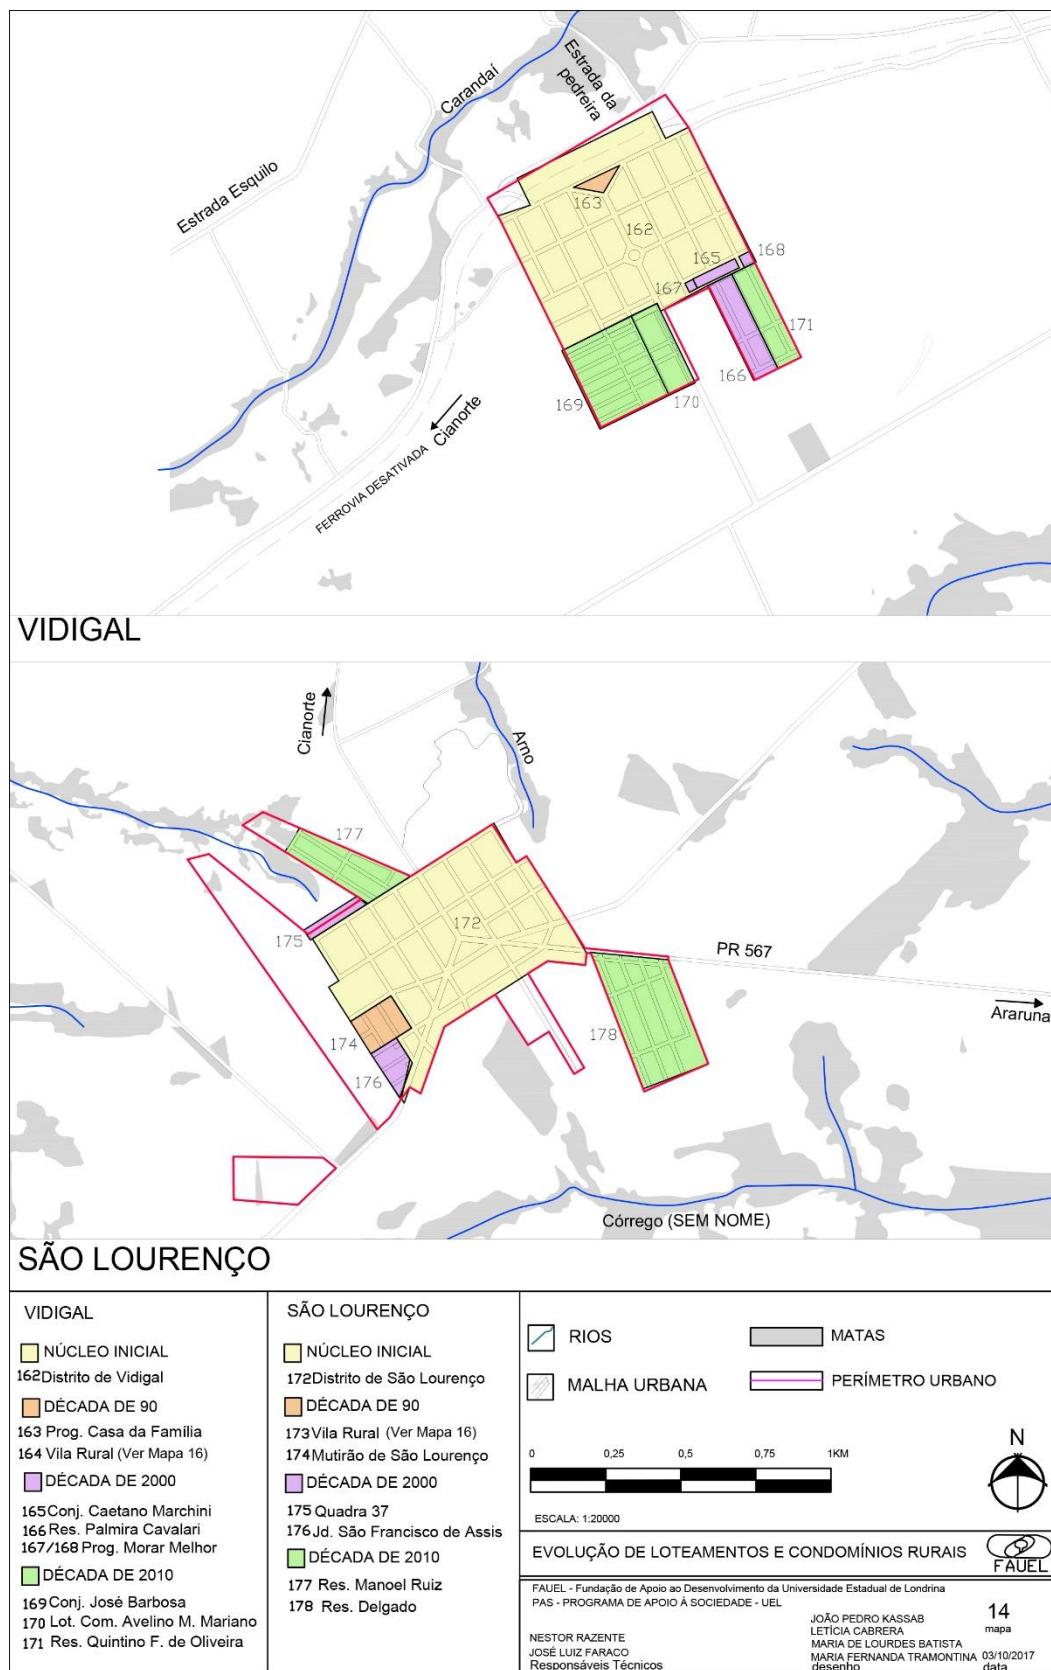 Carandaí
Estrada da
pedreira
Estrada Esquilo
163
162
168
165
167
171
166
170
169
Cianorte
FERROVIA DESATIVADA
VIDIGAL
Cianorte
Arno
177
172
175
PR 567
Araruna
174
178
176
Córrego (SEM NOME)
SÃO LOURENÇO
VIDIGAL
NÚCLEO INICIAL
162 Distrito de Vidigal
DÉCADA DE 90
163 Prog. Casa da Família
164 Vila Rural (Ver Mapa 16)
DÉCADA DE 2000
165 Conj. Caetano Marchini
166 Res. Palmira Cavalari
167/168 Prog. Morar Melhor
DÉCADA DE 2010
169 Conj. José Barbosa
170 Lot. Com. Avelino M. Mariano
171 Res. Quintino F. de Oliveira
SÃO LOURENÇO
NÚCLEO INICIAL
172 Distrito de São Lourenço
DÉCADA DE 90
173 Vila Rural (Ver Mapa 16)
174 Mutirão de São Lourenço
DÉCADA DE 2000
175 Quadra 37
176 Jd. São Francisco de Assis
DÉCADA DE 2010
177 Res. Manoel Ruiz
178 Res. Delgado
RIOS
MATAS
MALHA URBANA
PERÍMETRO URBANO
0 0,25 0,5 0,75 1KM
ESCALA: 1:20000
N
EVOLUÇÃO DE LOTEAMENTOS E CONDOMÍNIOS RURAIS
FAUEL
FAUEL - Fundação de Apoio ao Desenvolvimento da Universidade Estadual de Londrina
PAS - PROGRAMA DE APOIO À SOCIEDADE - UEL
NESTOR RAZENTE
JOSÉ LUIZ FARACO
Responsáveis Técnicos
JOÃO PEDRO KASSAB
LETÍCIA CABRERA
MARIA DE LOURDES BATISTA
MARIA FERNANDA TRAMONTINA
desenho
14
mapa
03/10/2017
data